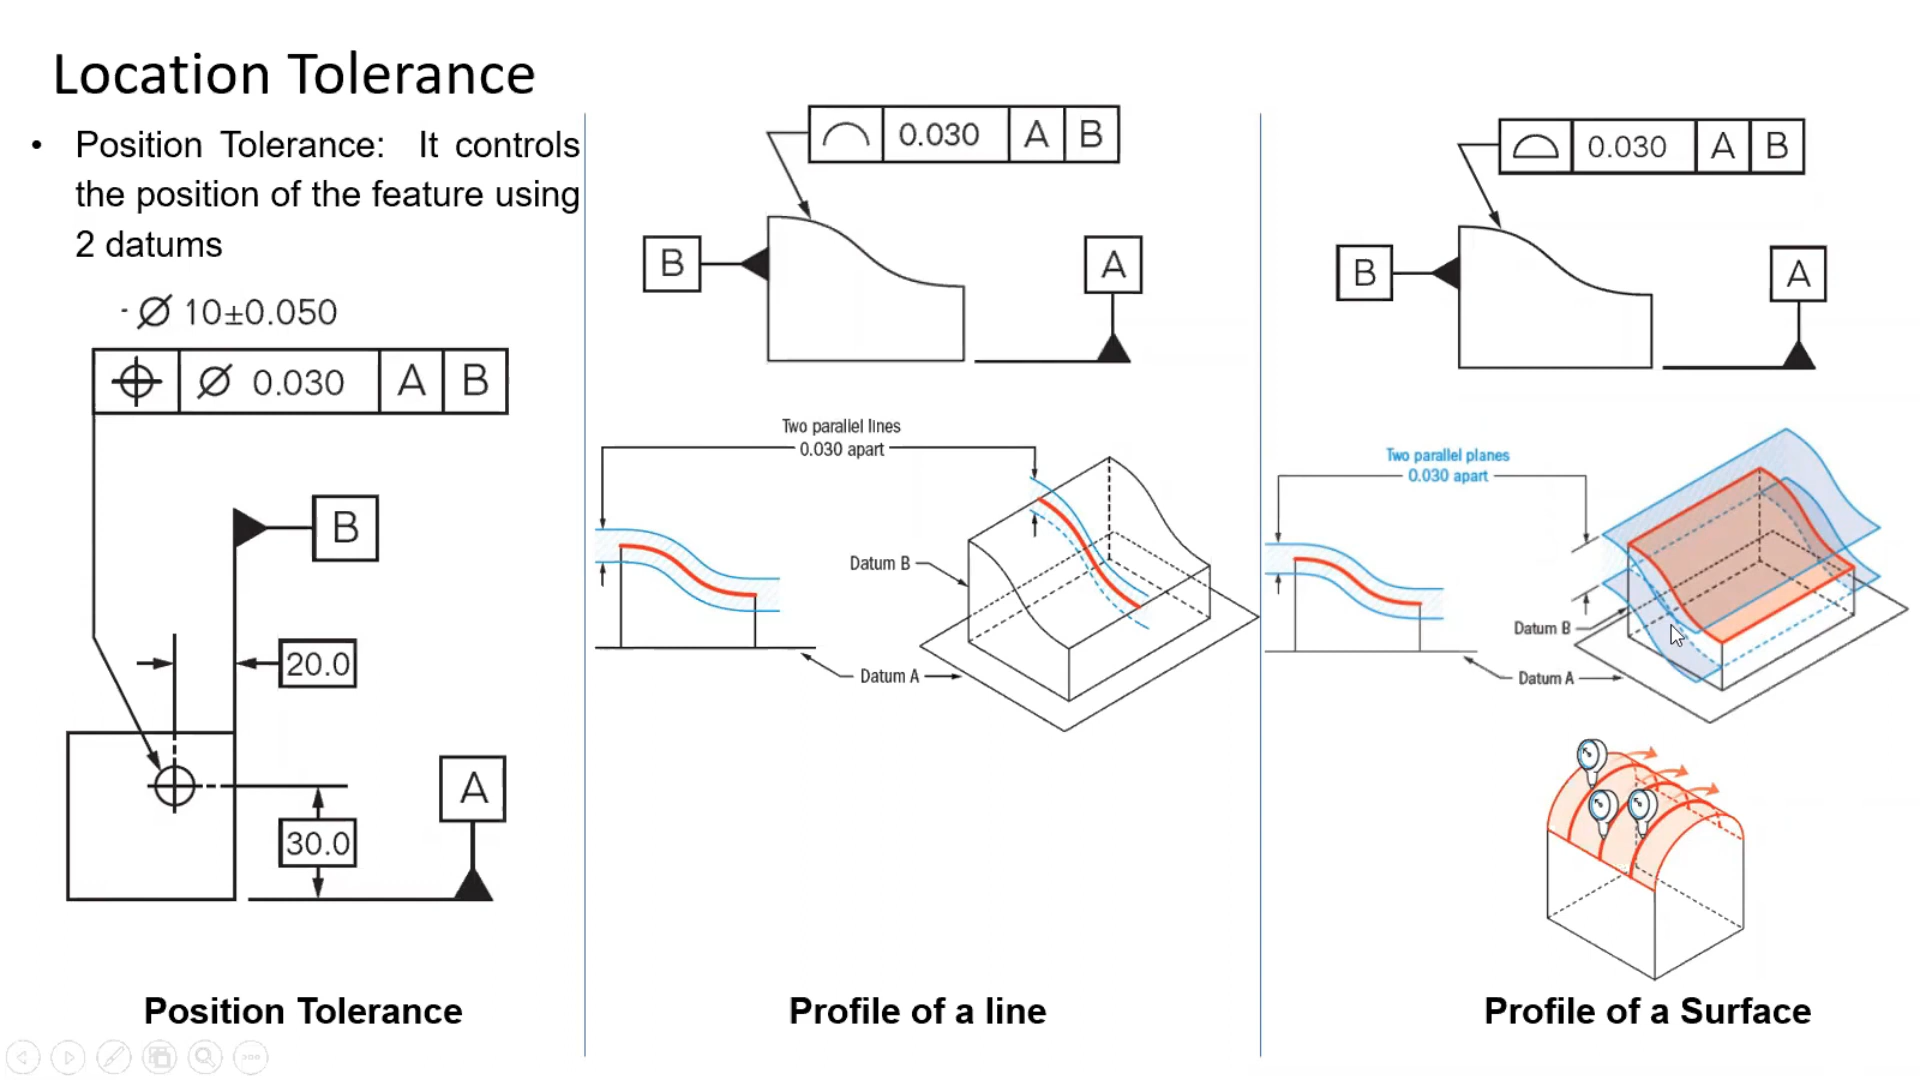 Location Tolerance
• Position Tolerance: It controls
the position of the feature using
2 datums
- ⌀ 10±0.050
⌖ ⌀ 0.030 A B
B
20.0
A
30.0
Position Tolerance
⌒ 0.030 A B
B
A
Two parallel lines
0.030 apart
Datum B
Datum A
Profile of a line
⌓ 0.030 A B
B
A
Two parallel planes
0.030 apart
Datum B
Datum A
Profile of a Surface